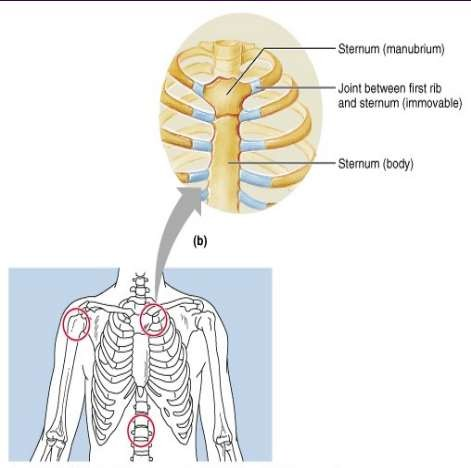 Sternum (manubrium)
Joint between first rib
and sternum (immovable)
Sternum (body)
(b)